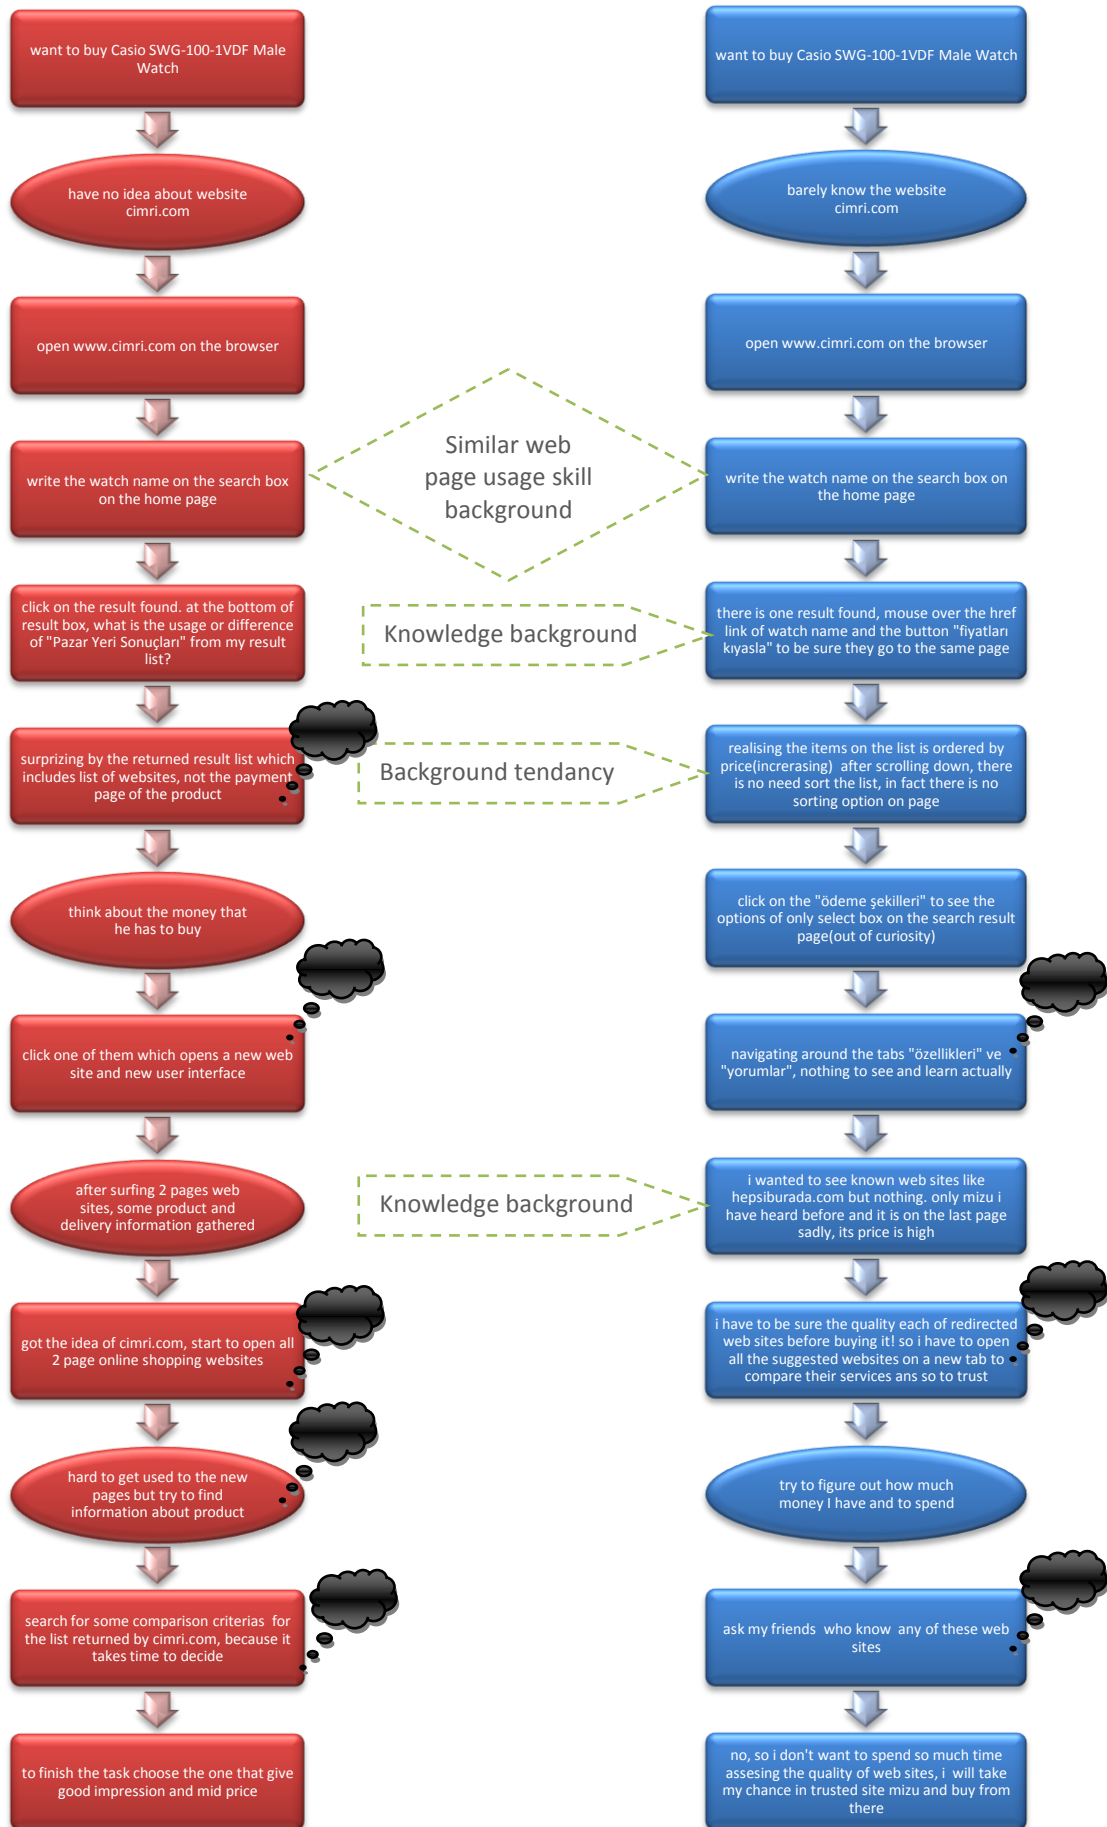 want to buy Casio SWG-100-1VDF Male
Watch
have no idea about website
cimri.com
open www.cimri.com on the browser
write the watch name on the search box
on the home page
click on the result found. at the bottom of
result box, what is the usage or difference
of "Pazar Yeri Sonuçları" from my result
list?
surprizing by the returned result list which
includes list of websites, not the payment
page of the product
think about the money that
he has to buy
click one of them which opens a new web
site and new user interface
after surfing 2 pages web
sites, some product and
delivery information gathered
got the idea of cimri.com, start to open all
2 page online shopping websites
hard to get used to the new
pages but try to find
information about product
search for some comparison criterias for
the list returned by cimri.com, because it
takes time to decide
to finish the task choose the one that give
good impression and mid price
Similar web
page usage skill
background
Knowledge background
Background tendancy
Knowledge background
want to buy Casio SWG-100-1VDF Male Watch
barely know the website
cimri.com
open www.cimri.com on the browser
write the watch name on the search box on
the home page
there is one result found, mouse over the href
link of watch name and the button "fiyatları
kıyasla" to be sure they go to the same page
realising the items on the list is ordered by
price(increrasing) after scrolling down, there
is no need sort the list, in fact there is no
sorting option on page
click on the "ödeme şekilleri" to see the
options of only select box on the search result
page(out of curiosity)
navigating around the tabs "özellikleri" ve
"yorumlar", nothing to see and learn actually
i wanted to see known web sites like
hepsiburada.com but nothing. only mizu i
have heard before and it is on the last page
sadly, its price is high
i have to be sure the quality each of redirected
web sites before buying it! so i have to open
all the suggested websites on a new tab to
compare their services ans so to trust
try to figure out how much
money I have and to spend
ask my friends who know any of these web
sites
no, so i don't want to spend so much time
assesing the quality of web sites, i will take
my chance in trusted site mizu and buy from
there